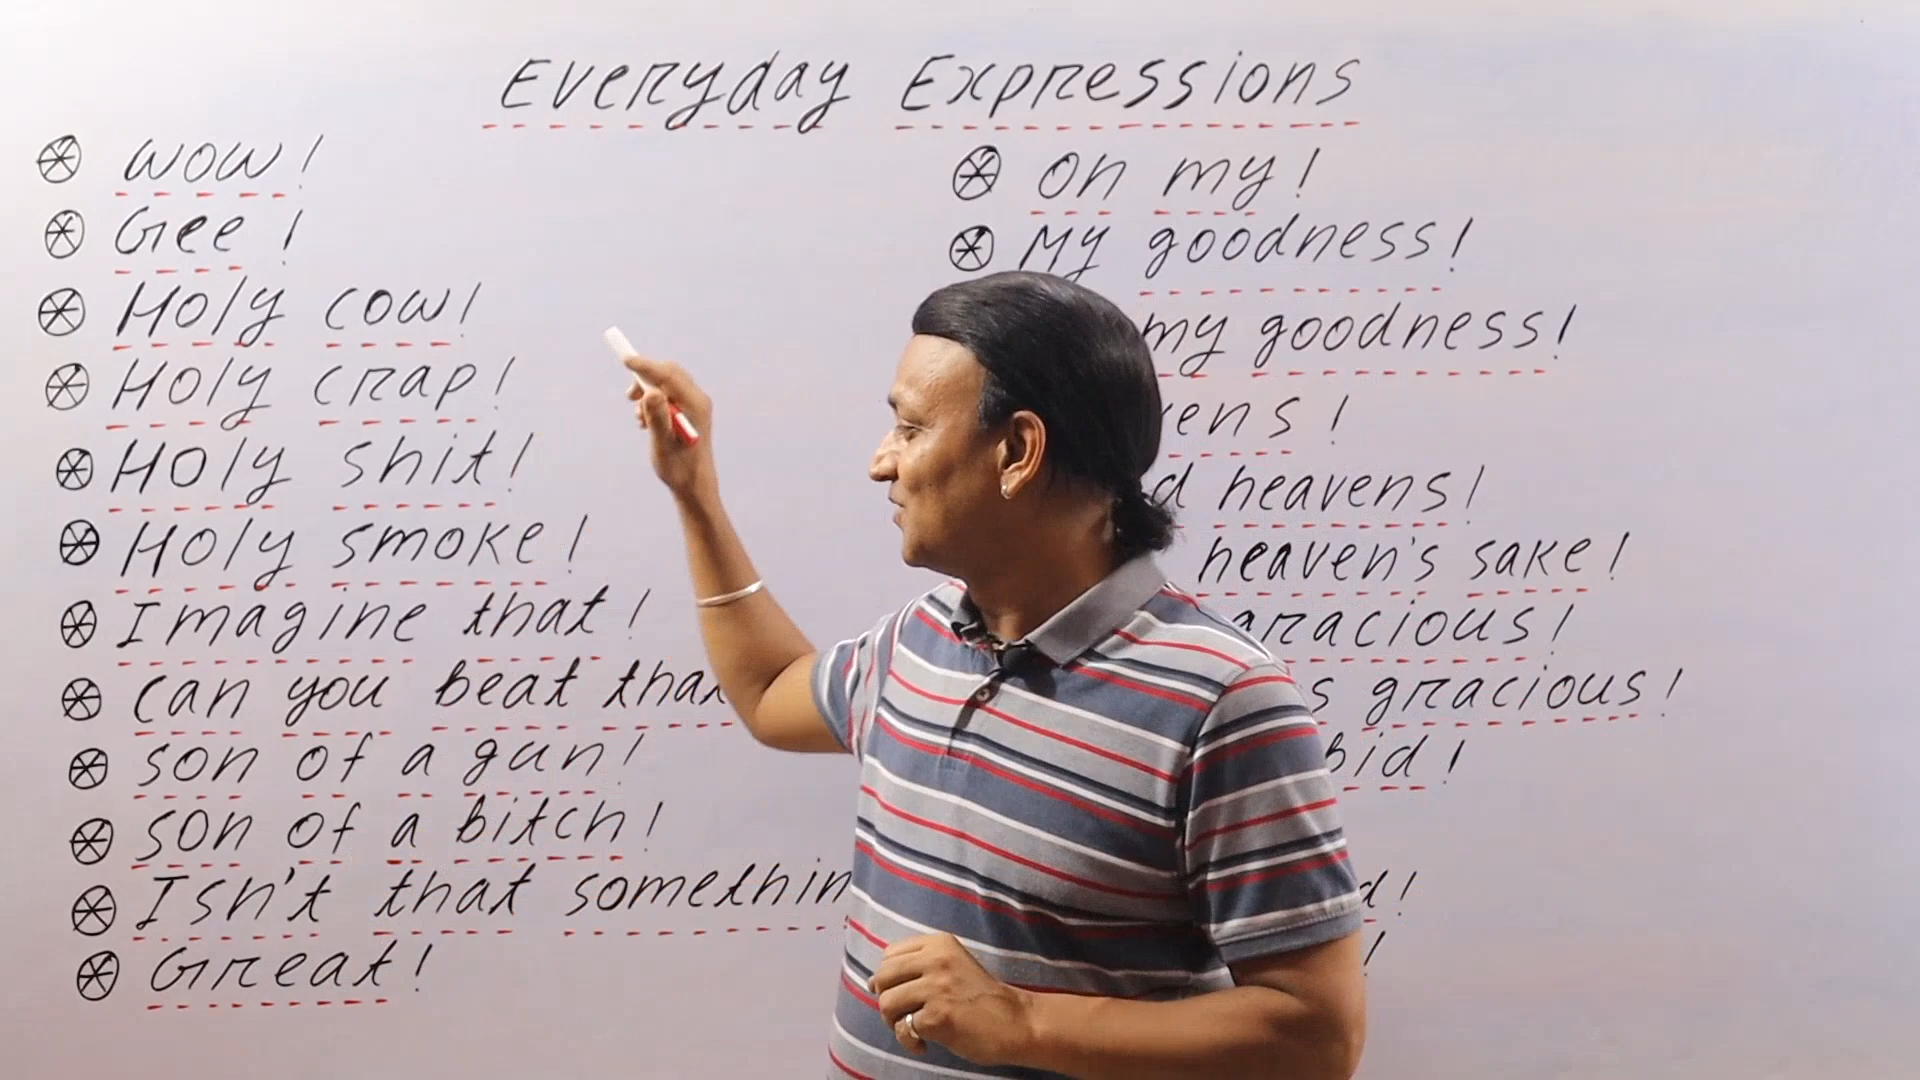 Everyday Expressions
Wow!
Gee!
Holy cow!
Holy crap!
Holy shit!
Holy smoke!
Imagine that!
Can you beat that
Son of a gun!
Son of a bitch!
Isn't that somethin
Great!
Oh my!
My goodness!
my goodness!
ens!
d heavens!
heaven's sake!
gracious!
s gracious!
bid!
d!
!